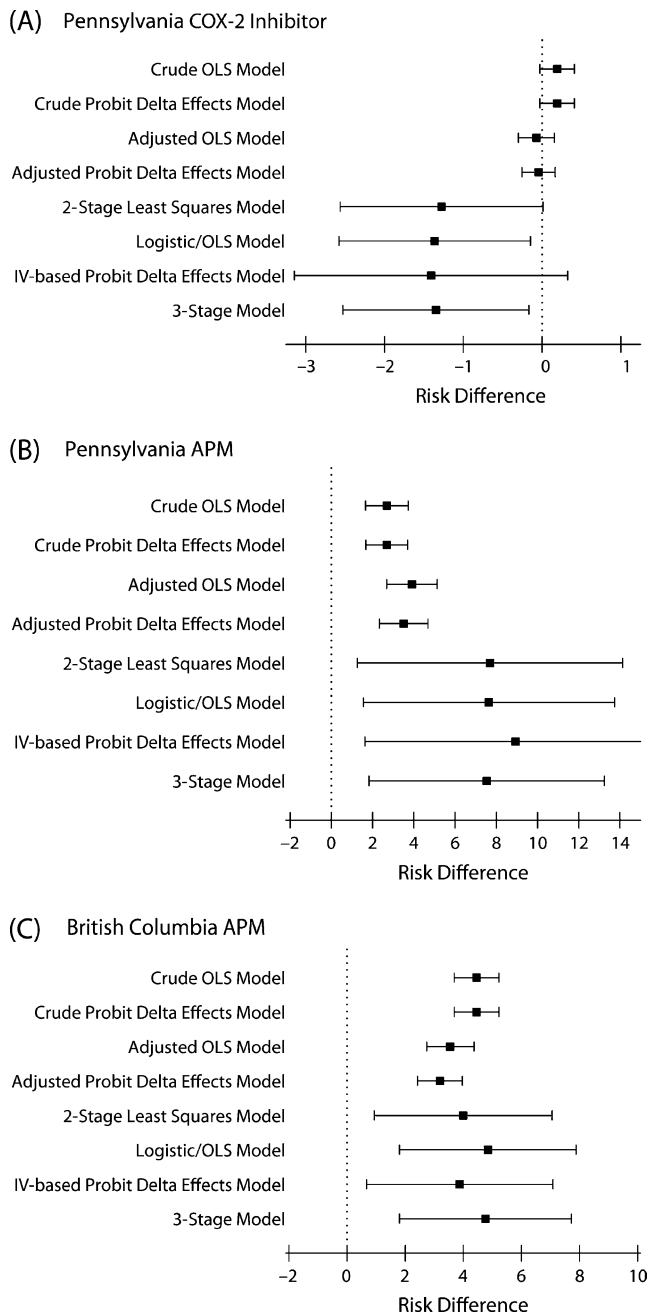 (A) Pennsylvania COX-2 Inhibitor
Crude OLS Model
Crude Probit Delta Effects Model
Adjusted OLS Model
Adjusted Probit Delta Effects Model
2-Stage Least Squares Model
Logistic/OLS Model
IV-based Probit Delta Effects Model
3-Stage Model
−3 −2 −1 0 1
Risk Difference
(B) Pennsylvania APM
Crude OLS Model
Crude Probit Delta Effects Model
Adjusted OLS Model
Adjusted Probit Delta Effects Model
2-Stage Least Squares Model
Logistic/OLS Model
IV-based Probit Delta Effects Model
3-Stage Model
−2 0 2 4 6 8 10 12 14
Risk Difference
(C) British Columbia APM
Crude OLS Model
Crude Probit Delta Effects Model
Adjusted OLS Model
Adjusted Probit Delta Effects Model
2-Stage Least Squares Model
Logistic/OLS Model
IV-based Probit Delta Effects Model
3-Stage Model
−2 0 2 4 6 8 10
Risk Difference